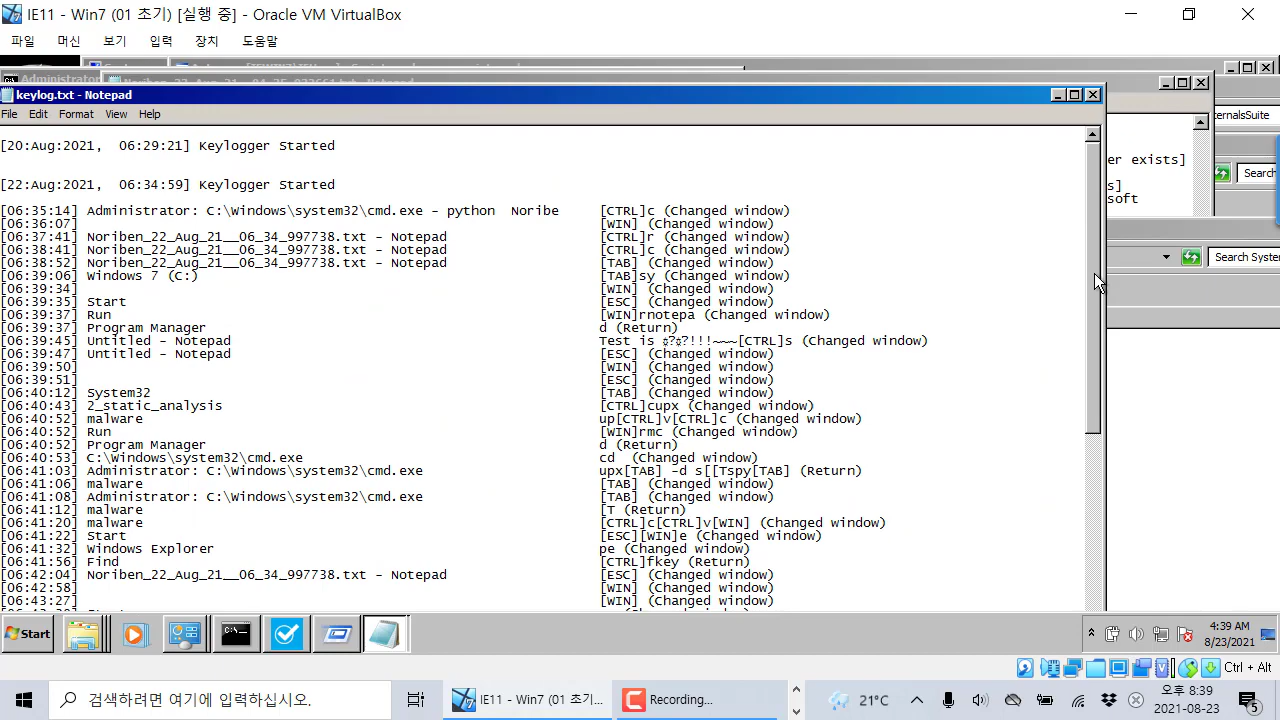 IE11 - Win7 (01 초기) [실행 중] - Oracle VM VirtualBox
파일 머신 보기 입력 장치 도움말
Administrator
keylog.txt - Notepad
File Edit Format View Help
ernalsSuite
[20:Aug:2021,  06:29:21] Keylogger Started
er exists]
Search
[22:Aug:2021,  06:34:59] Keylogger Started
s]
soft
[06:35:14] Administrator: C:\Windows\system32\cmd.exe - python  Noribe [CTRL]c (Changed window)
[06:36:07] [WIN] (Changed window)
[06:37:41] Noriben_22_Aug_21__06_34_997738.txt - Notepad [CTRL]r (Changed window)
[06:37:41] Noriben_22_Aug_21__06_34_997738.txt - Notepad [CTRL]c (Changed window)
Search Syster
[06:38:52] Noriben_22_Aug_21__06_34_997738.txt - Notepad [TAB] (Changed window)
[06:39:06] Windows 7 (C:) [TAB]sy (Changed window)
[06:39:34] [WIN] (Changed window)
[06:39:35] Start [ESC] (Changed window)
[06:39:37] Run [WIN]rnotepa (Changed window)
[06:39:37] Program Manager d (Return)
[06:39:45] Untitled - Notepad Test is ?!!!~~~[CTRL]s (Changed window)
[06:39:47] Untitled - Notepad [ESC] (Changed window)
[06:39:50] [WIN] (Changed window)
[06:39:51] [ESC] (Changed window)
[06:40:12] System32 [TAB] (Changed window)
[06:40:43] 2_static_analysis [CTRL]cupx (Changed window)
[06:40:52] malware up[CTRL]v[CTRL]c (Changed window)
[06:40:52] Run [WIN]rmc (Changed window)
[06:40:52] Program Manager d (Return)
[06:40:53] C:\Windows\system32\cmd.exe cd  (Changed window)
[06:41:03] Administrator: C:\Windows\system32\cmd.exe upx[TAB] -d s[[Tspy[TAB] (Return)
[06:41:06] malware [TAB] (Changed window)
[06:41:08] Administrator: C:\Windows\system32\cmd.exe [TAB] (Changed window)
[06:41:12] malware [T (Return)
[06:41:20] malware [CTRL]c[CTRL]v[WIN] (Changed window)
[06:41:22] Start [ESC][WIN]e (Changed window)
[06:41:32] Windows Explorer pe (Changed window)
[06:41:56] Find [CTRL]fkey (Return)
[06:42:04] Noriben_22_Aug_21__06_34_997738.txt - Notepad [ESC] (Changed window)
[06:42:58] [WIN] (Changed window)
[06:43:27] [WIN] (Changed window)
Start
4:39 AM
8/23/2021
Ctrl + Alt
검색하려면 여기에 입력하십시오.
IE11 - Win7 (01 초기...
Recording...
21°C
오후 8:39
2021-08-23
5